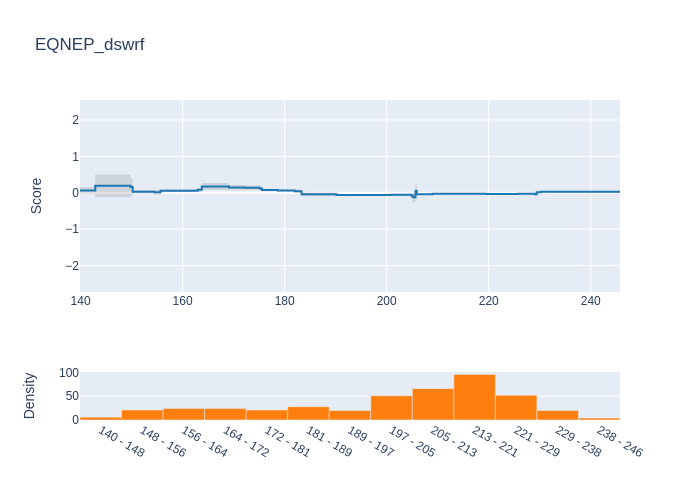 EQNEP_dswrf
Score
2
1
0
−1
−2
140 160 180 200 220 240
Density
100
50
0
140 - 148
148 - 156
156 - 164
164 - 172
172 - 181
181 - 189
189 - 197
197 - 205
205 - 213
213 - 221
221 - 229
229 - 238
238 - 246